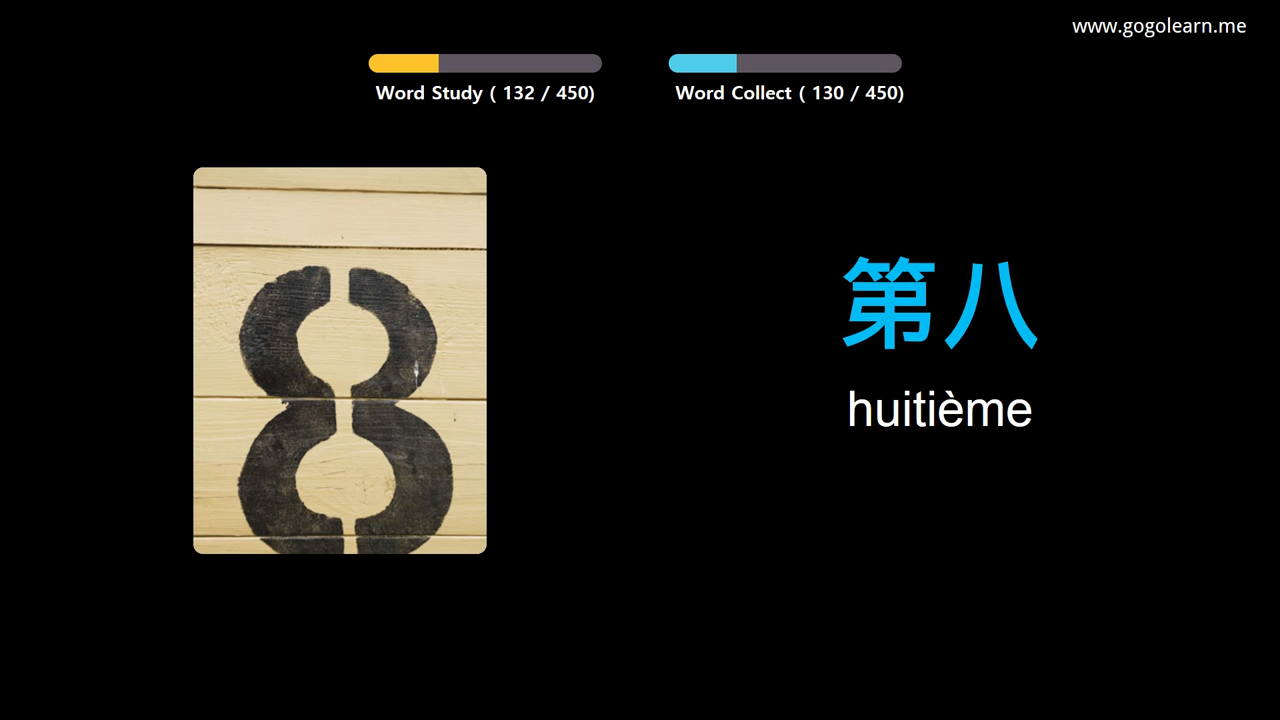 www.gogolearn.me
Word Study ( 132 / 450)
Word Collect ( 130 / 450)
8
第八
huitième